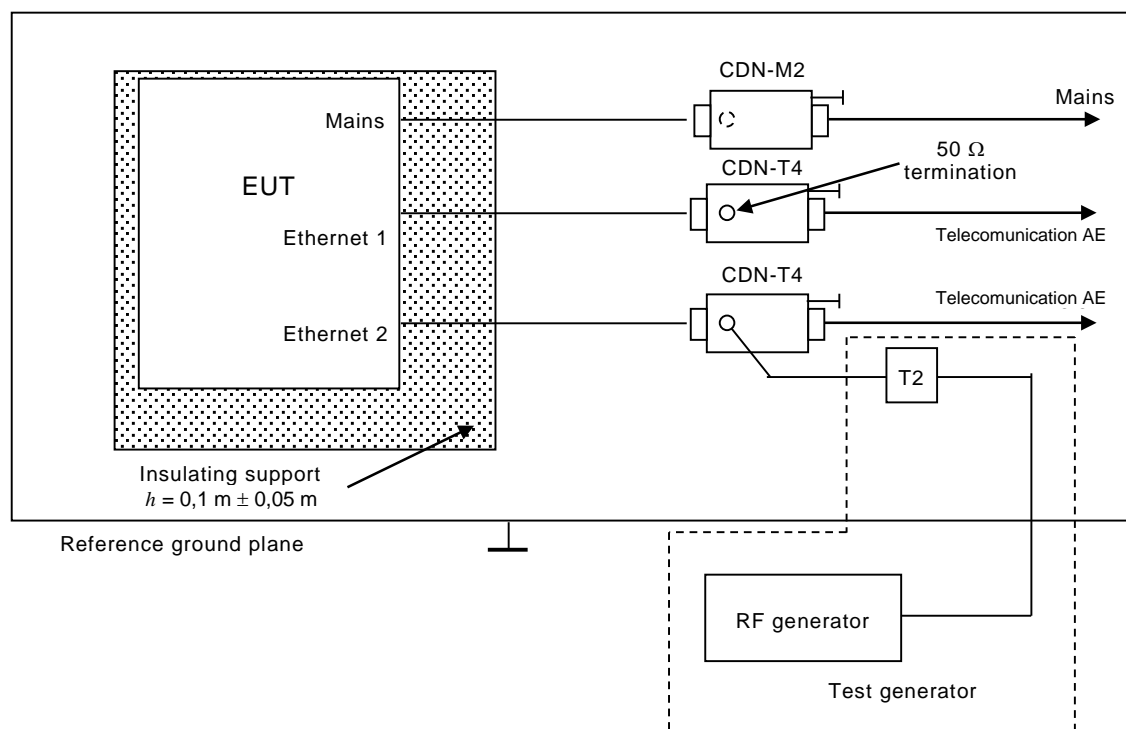 CDN-M2
Mains
Mains
50 Ω
termination
CDN-T4
EUT
Ethernet 1
Telecomunication AE
CDN-T4
Telecomunication AE
Ethernet 2
T2
Insulating support
h = 0,1 m ± 0,05 m
Reference ground plane
RF generator
Test generator